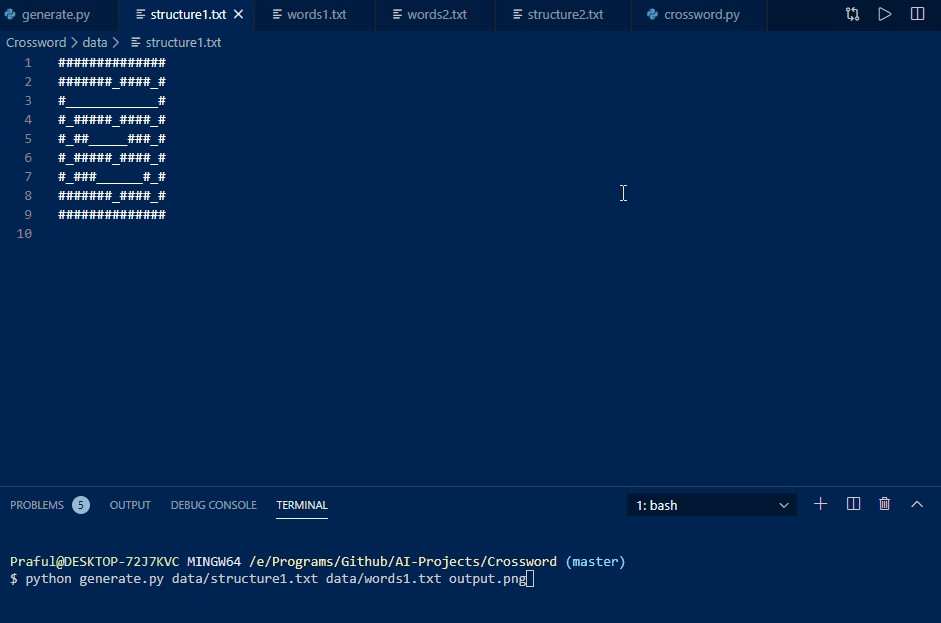 generate.py structure1.txt words1.txt words2.txt structure2.txt crossword.py
Crossword > data > structure1.txt
1 ##############
2 #######_####_#
3 #____________#
4 #_#####_####_#
5 #_##_____###_#
6 #_#####_####_#
7 #_###______#_#
8 #######_####_#
9 ##############
10
PROBLEMS 5 OUTPUT DEBUG CONSOLE TERMINAL 1: bash
Praful@DESKTOP-72J7KVC MINGW64 /e/Programs/Github/AI-Projects/Crossword (master)
$ python generate.py data/structure1.txt data/words1.txt output.png